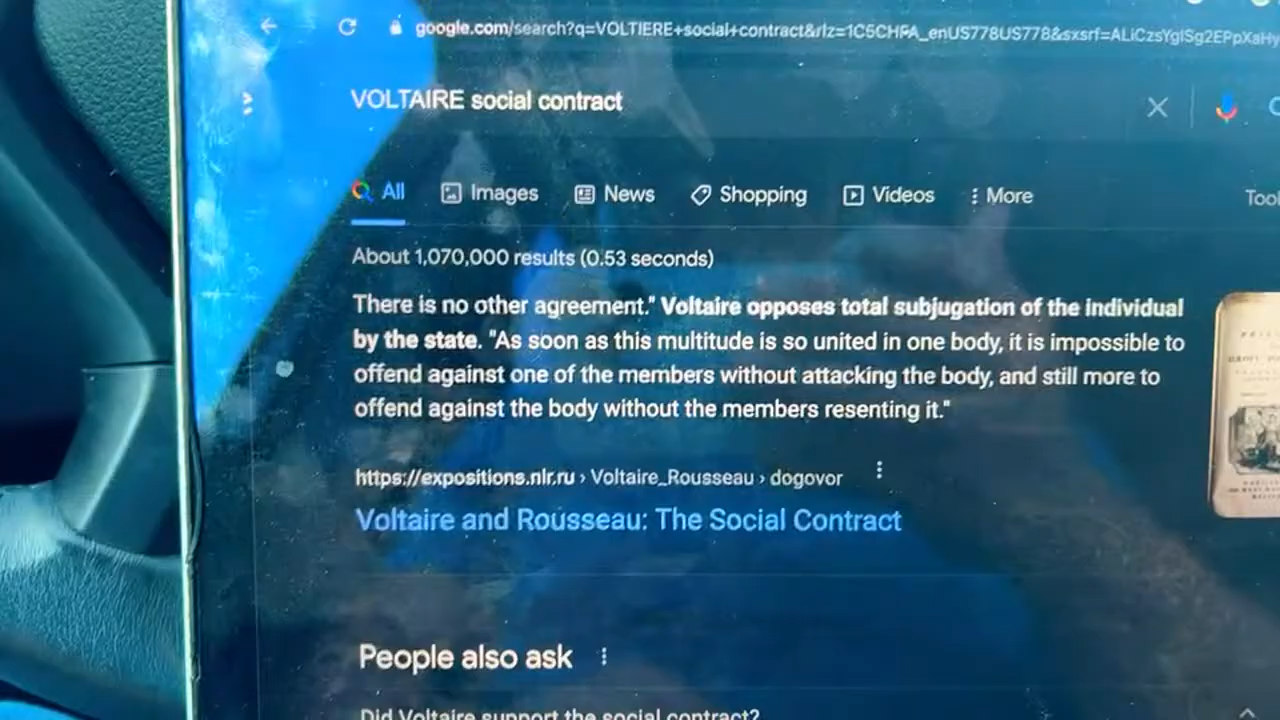 google.com/search?q=VOLTIERE+social+contract&rlz=1C5CHFA_enUS778US778&sxsrf=ALiCzsYgISg2EPpXaHy
VOLTAIRE social contract
All Images News Shopping Videos More Tool
About 1,070,000 results (0.53 seconds)
There is no other agreement." Voltaire opposes total subjugation of the individual
by the state. "As soon as this multitude is so united in one body, it is impossible to
offend against one of the members without attacking the body, and still more to
offend against the body without the members resenting it."
https://expositions.nlr.ru › Voltaire_Rousseau › dogovor
Voltaire and Rousseau: The Social Contract
People also ask
Did Voltaire support the social contract?